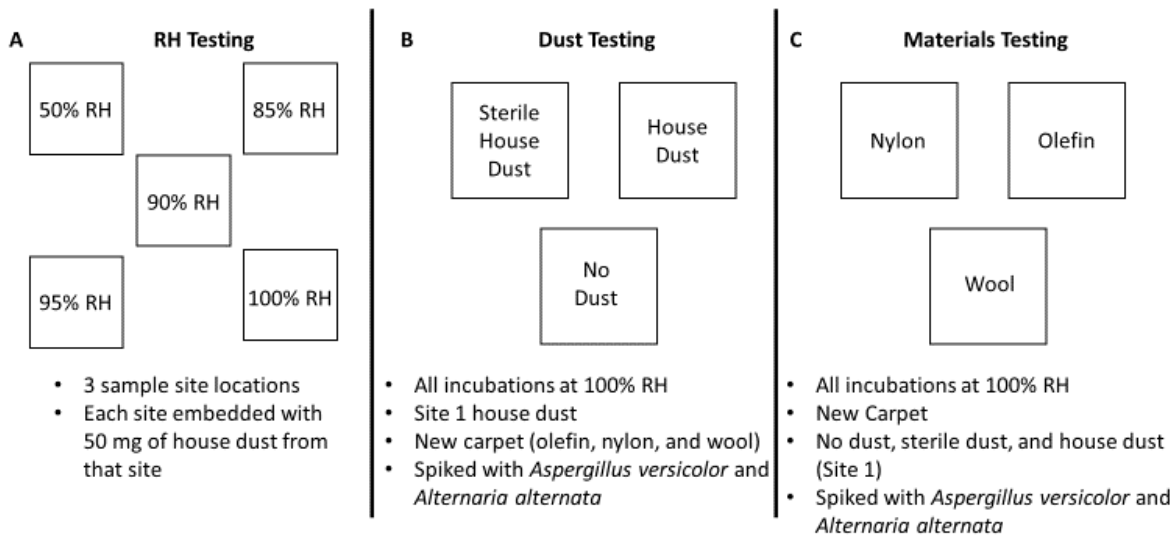 A
RH Testing
50% RH
85% RH
90% RH
95% RH
100% RH
• 3 sample site locations
• Each site embedded with
50 mg of house dust from
that site
B
Dust Testing
Sterile
House
Dust
House
Dust
No
Dust
• All incubations at 100% RH
• Site 1 house dust
• New carpet (olefin, nylon, and wool)
• Spiked with Aspergillus versicolor and
Alternaria alternata
C
Materials Testing
Nylon
Olefin
Wool
• All incubations at 100% RH
• New Carpet
• No dust, sterile dust, and house dust
(Site 1)
• Spiked with Aspergillus versicolor and
Alternaria alternata